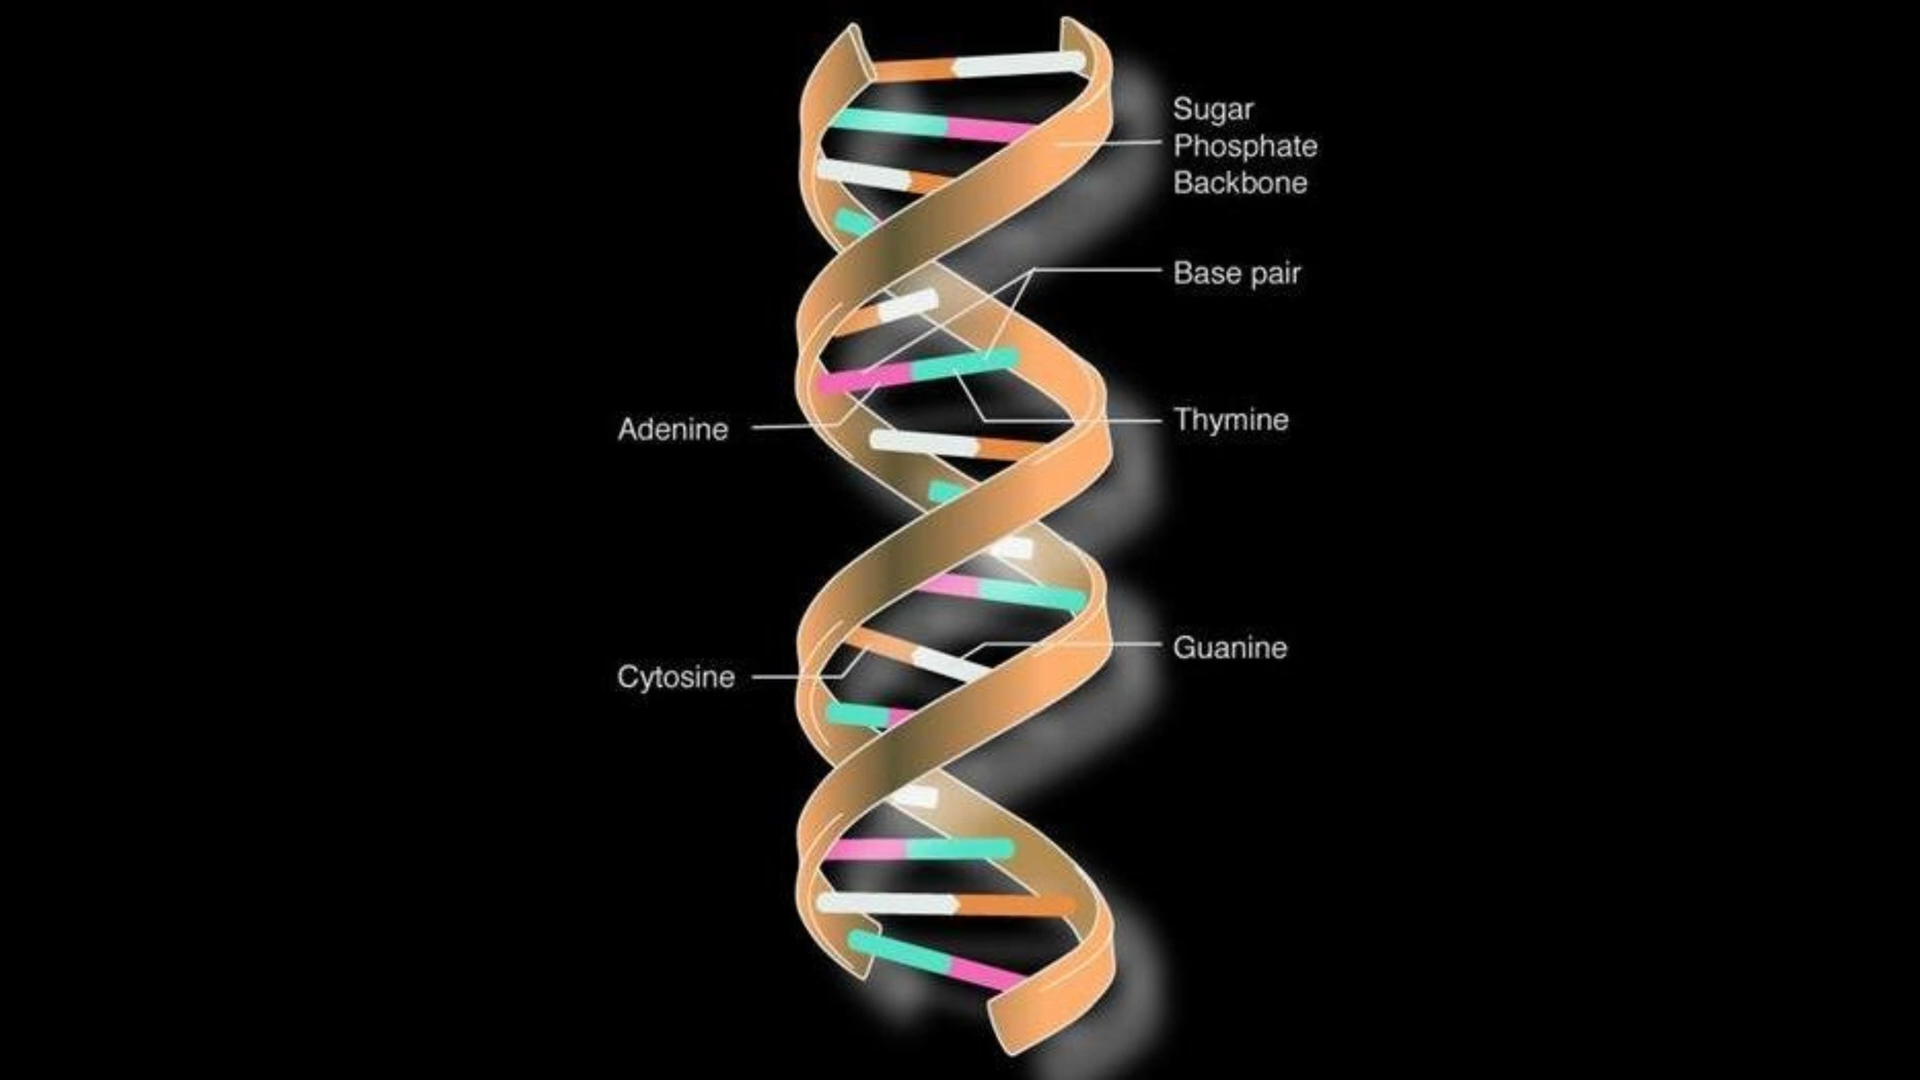 Sugar
Phosphate
Backbone
Base pair
Adenine
Thymine
Cytosine
Guanine